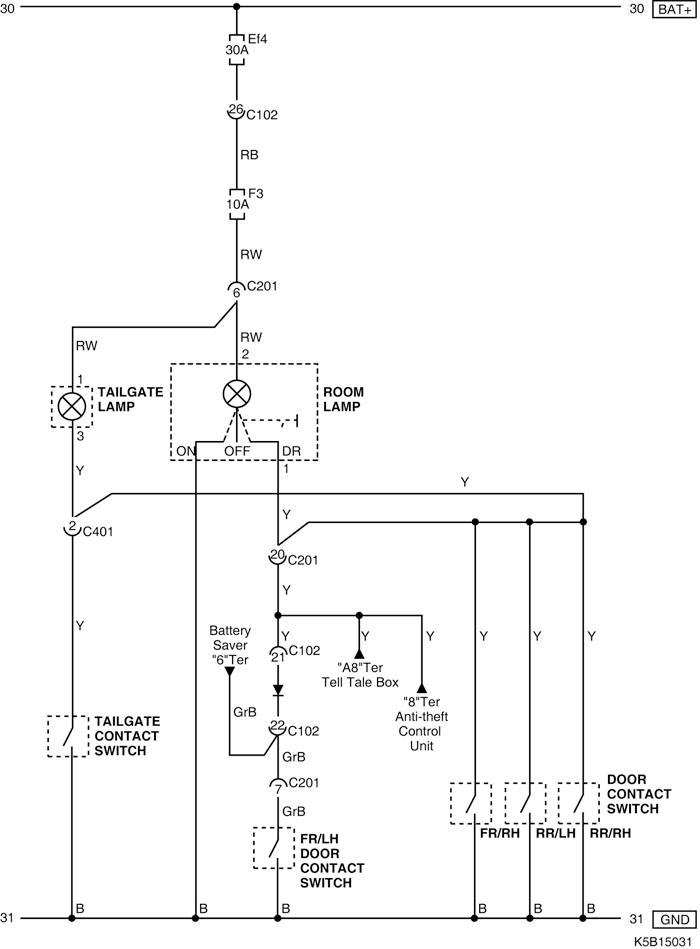 30
30 BAT+
Ef4
30A
26 C102
RB
F3
10A
RW
C201
6
RW
RW
2
1
TAILGATE
LAMP
ROOM
LAMP
3
ON OFF DR
1
Y
Y
Y
2 C401
20 C201
Y
Y
Battery
Saver
"6"Ter
Y
C102
21
Y
Y
Y
Y
Y
"A8"Ter
Tell Tale Box
"8"Ter
Anti-theft
Control
Unit
GrB
22 C102
GrB
TAILGATE
CONTACT
SWITCH
C201
7
GrB
DOOR
CONTACT
SWITCH
FR/RH RR/LH RR/RH
FR/LH
DOOR
CONTACT
SWITCH
B B B B B B
31
31 GND
K5B15031